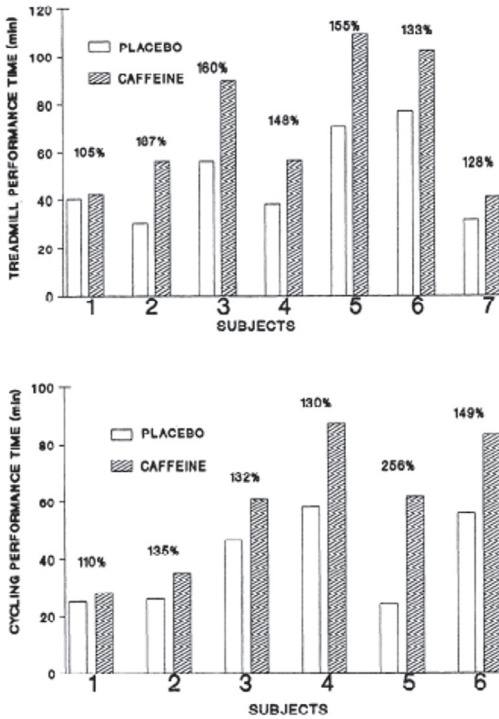 TREADMILL PERFORMANCE TIME (min)
120
100
80
60
40
20
0
PLACEBO
CAFFEINE
105%
187%
160%
148%
155%
133%
128%
1 2 3 4 5 6 7
SUBJECTS
CYCLING PERFORMANCE TIME (min)
100
80
60
40
20
0
PLACEBO
CAFFEINE
110%
135%
132%
130%
256%
149%
1 2 3 4 5 6
SUBJECTS